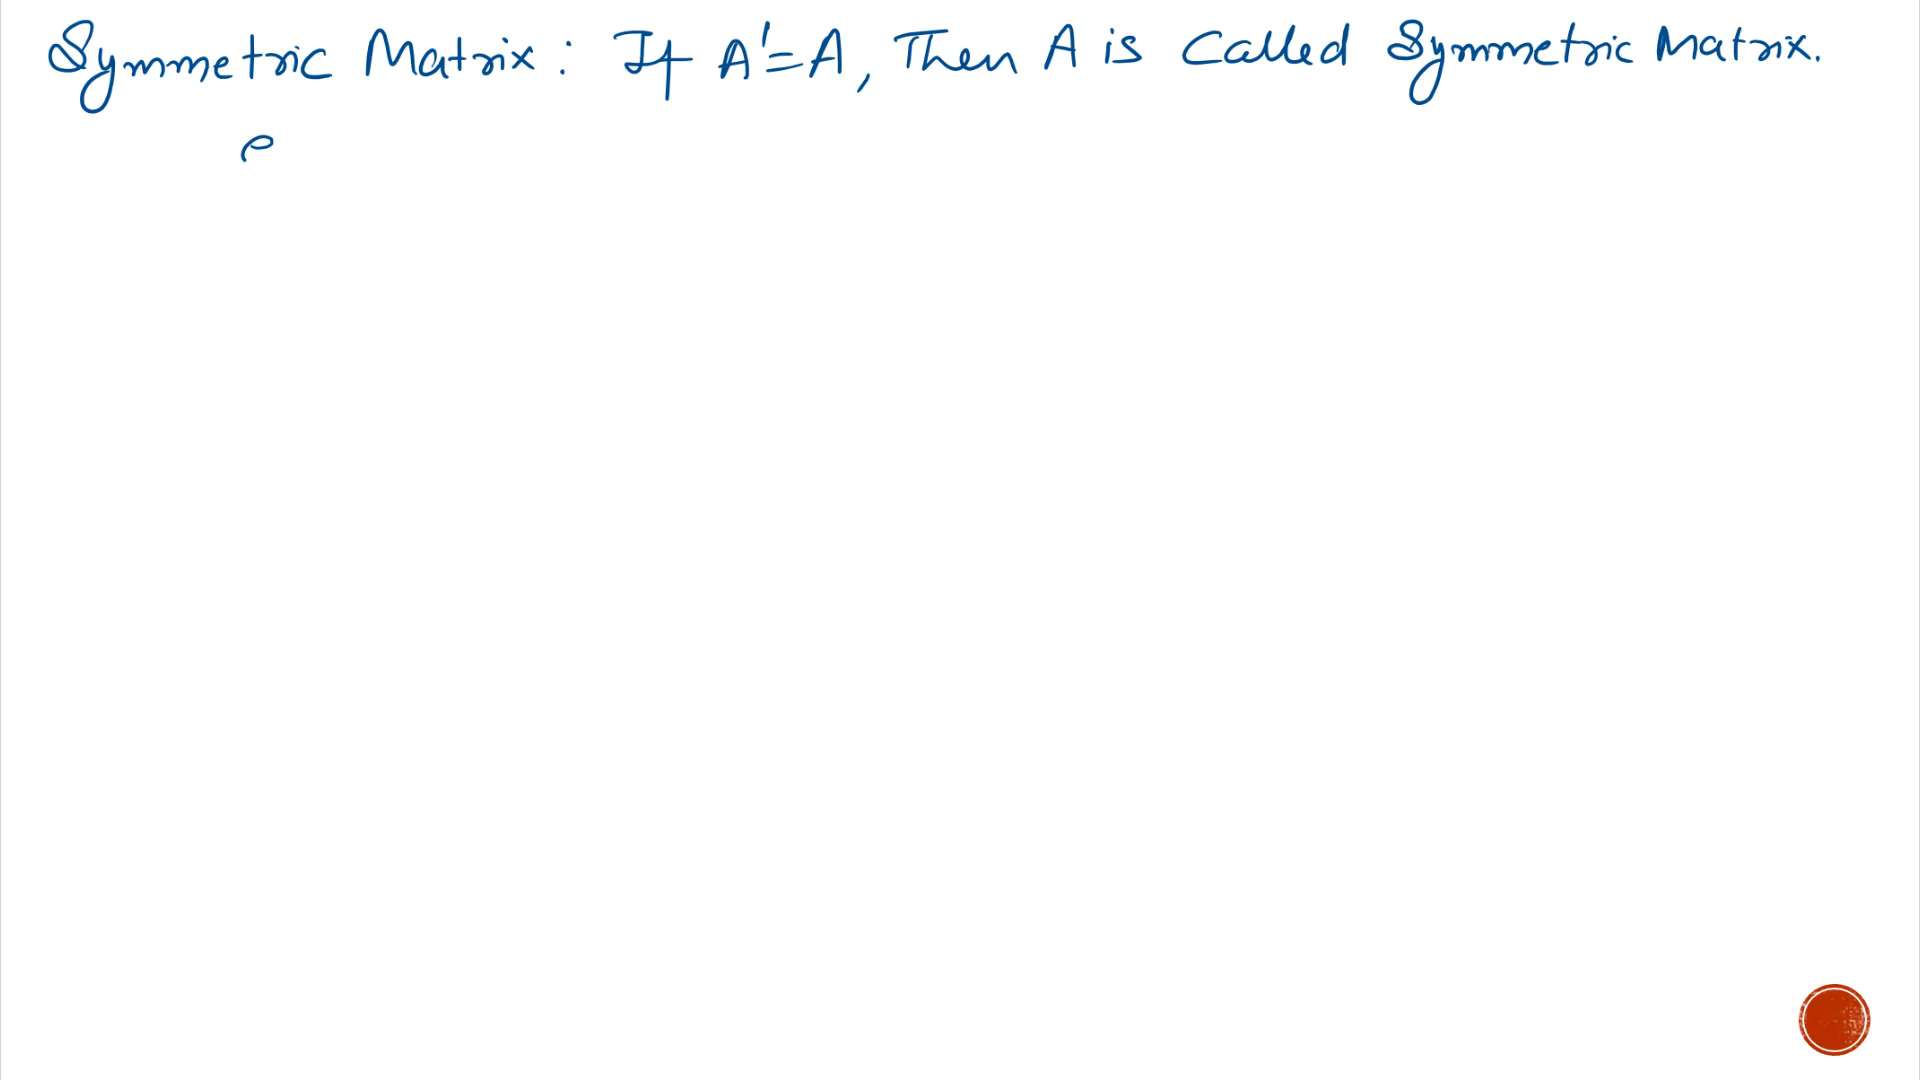 Symmetric Matrix: If A'=A, Then A is Called Symmetric Matrix.
e